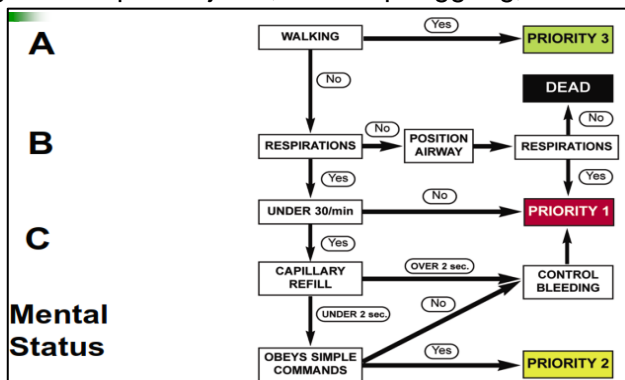 A
WALKING
Yes
PRIORITY 3
No
DEAD
No
B
RESPIRATIONS
No
POSITION
AIRWAY
RESPIRATIONS
Yes
Yes
UNDER 30/min
No
PRIORITY 1
C
Yes
CAPILLARY
REFILL
OVER 2 sec.
CONTROL
BLEEDING
No
Mental
Status
UNDER 2 sec.
OBEYS SIMPLE
COMMANDS
Yes
PRIORITY 2